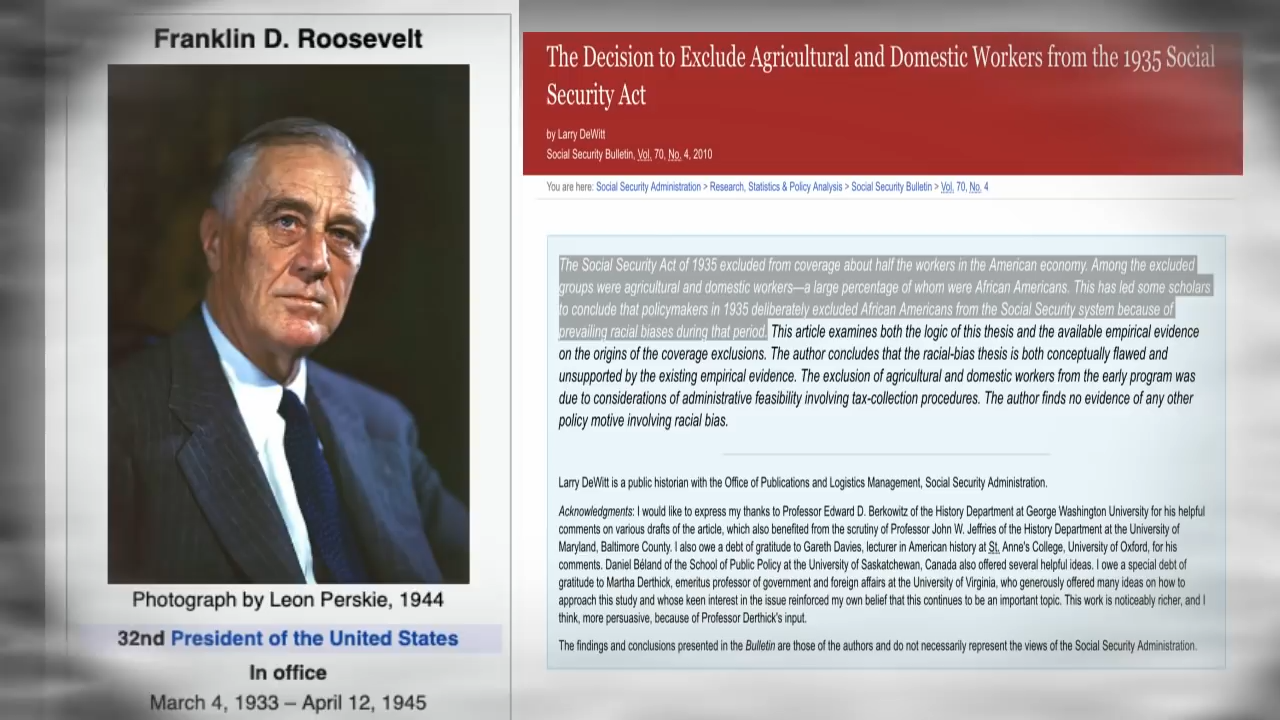 Franklin D. Roosevelt
Photograph by Leon Perskie, 1944
32nd President of the United States
In office
March 4, 1933 – April 12, 1945
The Decision to Exclude Agricultural and Domestic Workers from the 1935 Social
Security Act
by Larry DeWitt
Social Security Bulletin, Vol. 70, No. 4, 2010
You are here: Social Security Administration > Research, Statistics & Policy Analysis > Social Security Bulletin > Vol. 70, No. 4
The Social Security Act of 1935 excluded from coverage about half the workers in the American economy. Among the excluded
groups were agricultural and domestic workers—a large percentage of whom were African Americans. This has led some scholars
to conclude that policymakers in 1935 deliberately excluded African Americans from the Social Security system because of
prevailing racial biases during that period. This article examines both the logic of this thesis and the available empirical evidence
on the origins of the coverage exclusions. The author concludes that the racial-bias thesis is both conceptually flawed and
unsupported by the existing empirical evidence. The exclusion of agricultural and domestic workers from the early program was
due to considerations of administrative feasibility involving tax-collection procedures. The author finds no evidence of any other
policy motive involving racial bias.
Larry DeWitt is a public historian with the Office of Publications and Logistics Management, Social Security Administration.
Acknowledgments: I would like to express my thanks to Professor Edward D. Berkowitz of the History Department at George Washington University for his helpful
comments on various drafts of the article, which also benefited from the scrutiny of Professor John W. Jeffries of the History Department at the University of
Maryland, Baltimore County. I also owe a debt of gratitude to Gareth Davies, lecturer in American history at St. Anne's College, University of Oxford, for his
comments. Daniel Béland of the School of Public Policy at the University of Saskatchewan, Canada also offered several helpful ideas. I owe a special debt of
gratitude to Martha Derthick, emeritus professor of government and foreign affairs at the University of Virginia, who generously offered many ideas on how to
approach this study and whose keen interest in the issue reinforced my own belief that this continues to be an important topic. This work is noticeably richer, and I
think, more persuasive, because of Professor Derthick's input.
The findings and conclusions presented in the Bulletin are those of the authors and do not necessarily represent the views of the Social Security Administration.